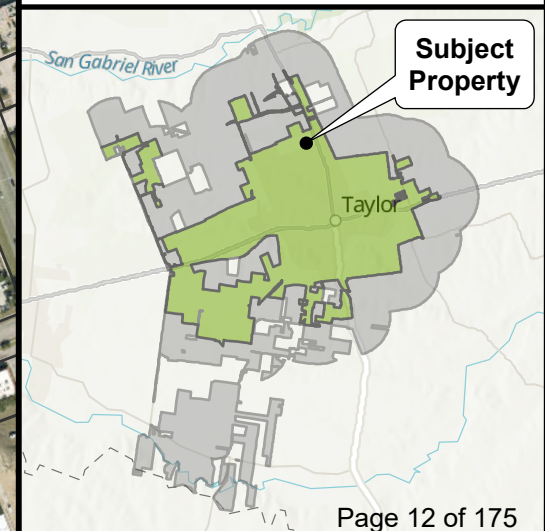 San Gabriel River
Subject
Property
Taylor
Page 12 of 175